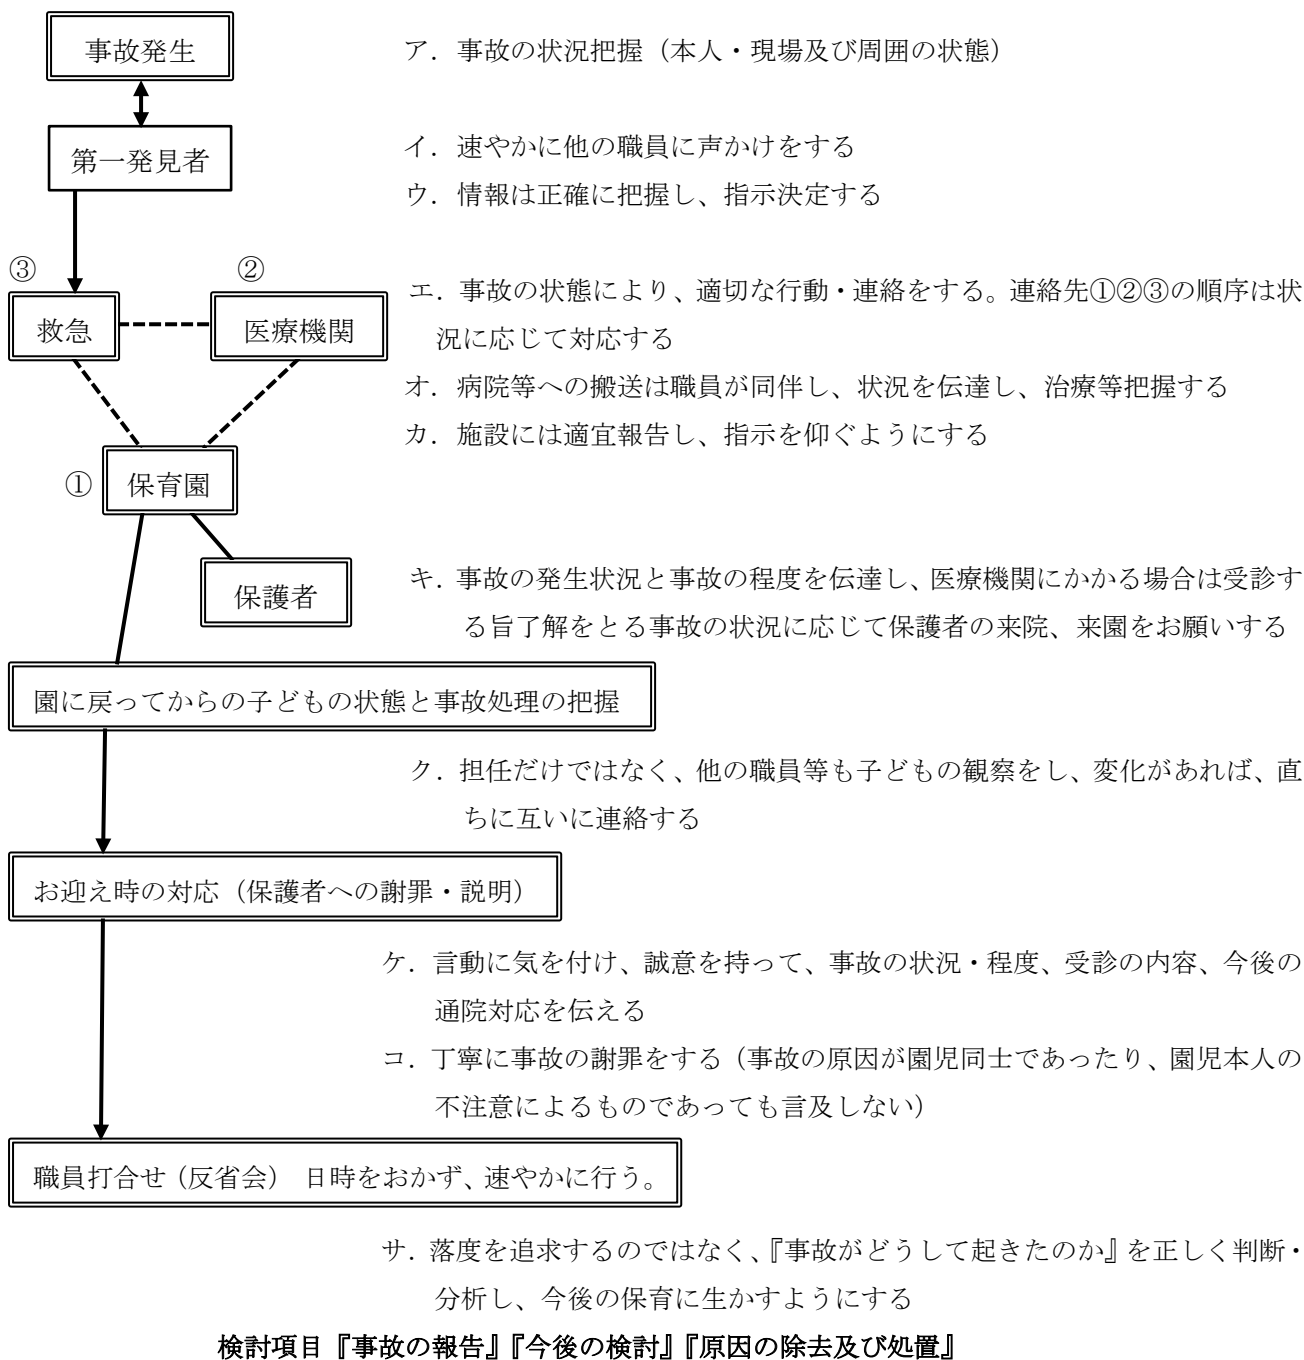 事故発生
ア．事故の状況把握（本人・現場及び周囲の状態）
第一発見者
イ．速やかに他の職員に声かけをする
ウ．情報は正確に把握し、指示決定する
③
②
救急
医療機関
エ．事故の状態により、適切な行動・連絡をする。連絡先①②③の順序は状
況に応じて対応する
オ．病院等への搬送は職員が同伴し、状況を伝達し、治療等把握する
カ．施設には適宜報告し、指示を仰ぐようにする
①
保育園
保護者
キ．事故の発生状況と事故の程度を伝達し、医療機関にかかる場合は受診す
る旨了解をとる事故の状況に応じて保護者の来院、来園をお願いする
園に戻ってからの子どもの状態と事故処理の把握
ク．担任だけではなく、他の職員等も子どもの観察をし、変化があれば、直
ちに互いに連絡する
お迎え時の対応（保護者への謝罪・説明）
ケ．言動に気を付け、誠意を持って、事故の状況・程度、受診の内容、今後の
通院対応を伝える
コ．丁寧に事故の謝罪をする（事故の原因が園児同士であったり、園児本人の
不注意によるものであっても言及しない）
職員打合せ（反省会）　日時をおかず、速やかに行う。
サ．落度を追求するのではなく、『事故がどうして起きたのか』を正しく判断・
分析し、今後の保育に生かすようにする
検討項目『事故の報告』『今後の検討』『原因の除去及び処置』